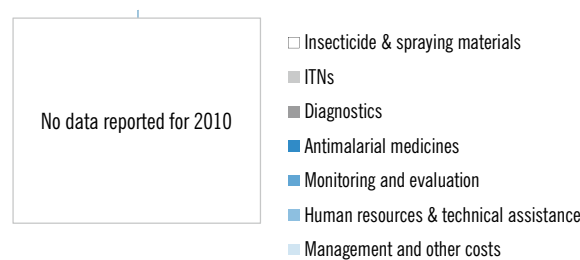 No data reported for 2010
Insecticide & spraying materials
ITNs
Diagnostics
Antimalarial medicines
Monitoring and evaluation
Human resources & technical assistance
Management and other costs